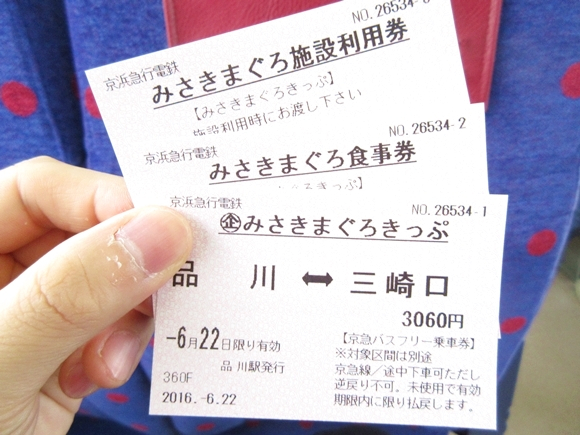 NO.26534-3
京浜急行電鉄
みさきまぐろ施設利用券
【みさきまぐろきっぷ】
施設利用時にお渡し下さい
NO.26534-2
京浜急行電鉄
みさきまぐろ食事券
きっぷ】
NO.26534-1
京浜急行電鉄
企みさきまぐろきっぷ
品 川 ↔ 三崎口
3060円
-6月22日限り有効
品川駅発行
【京急バスフリー乗車券】
※対象区間は別途
京急線/途中下車可ただし
逆戻り不可。未使用で有効
期限内に限り払戻します。
360F
2016.-6.22